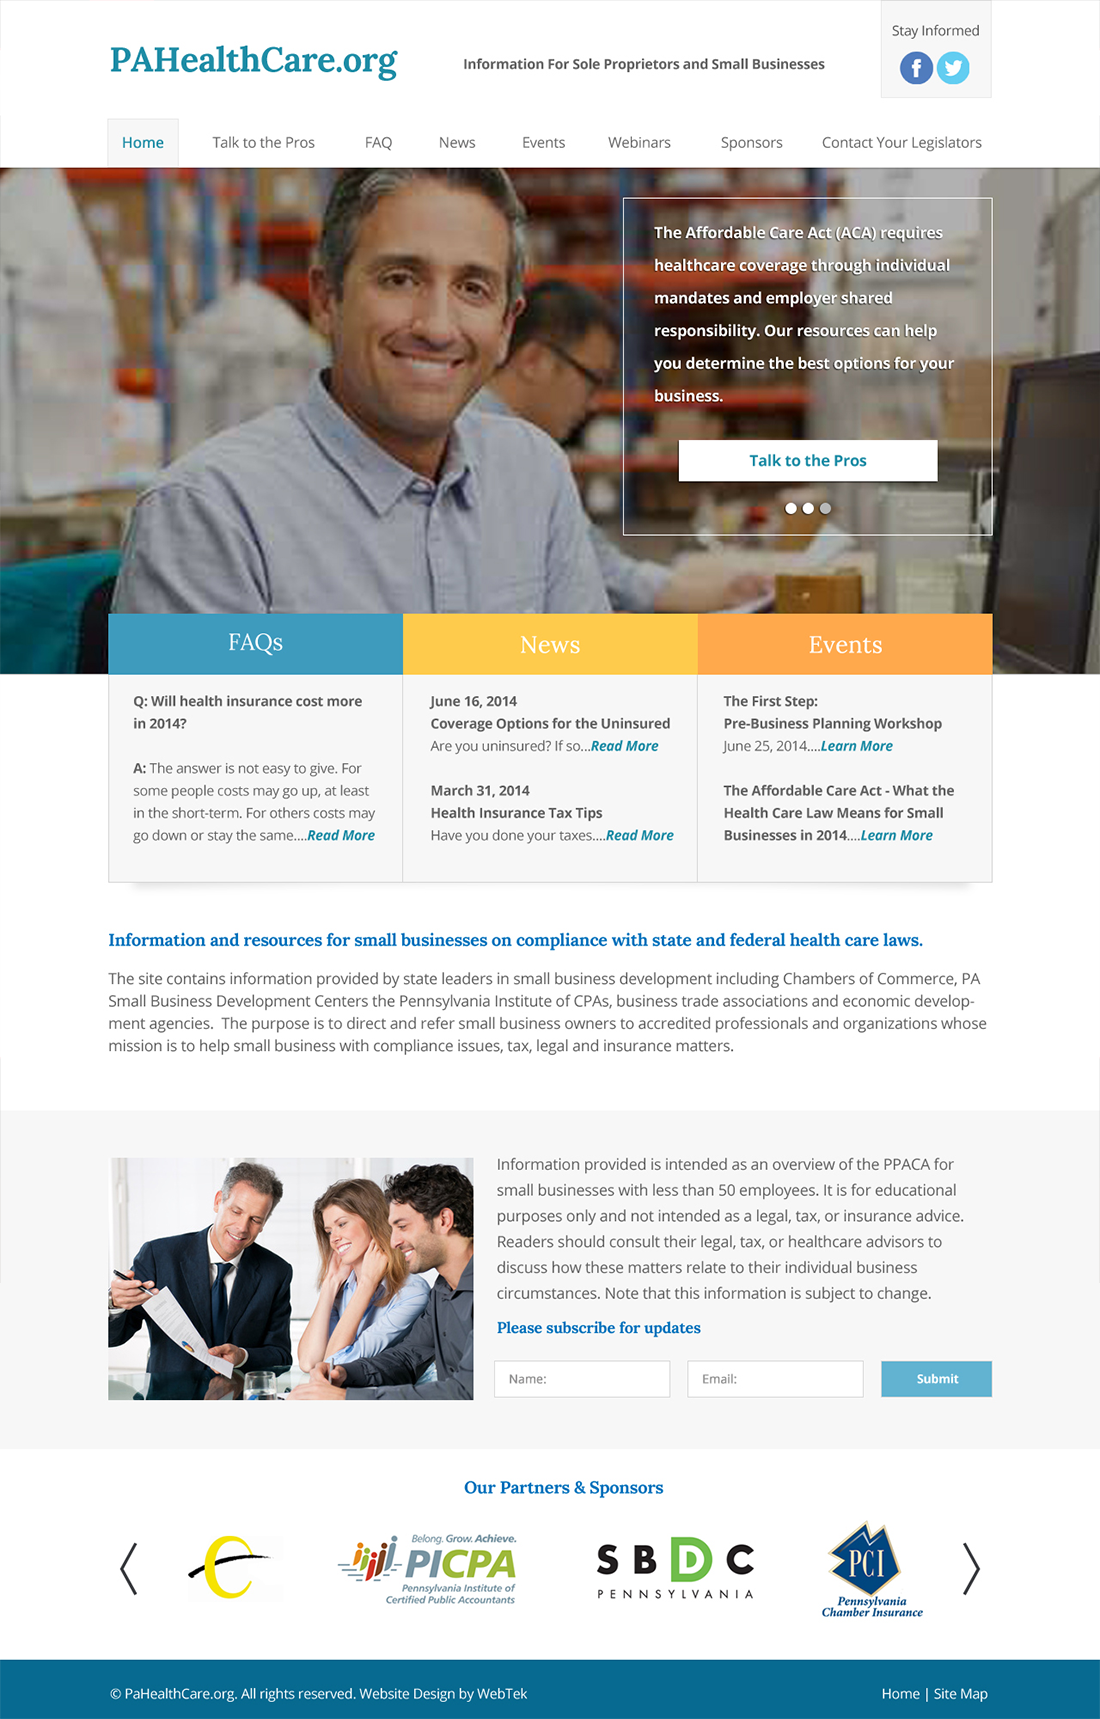 Stay Informed
PAHealthCare.org
Information For Sole Proprietors and Small Businesses
Home
Talk to the Pros
FAQ
News
Events
Webinars
Sponsors
Contact Your Legislators
The Affordable Care Act (ACA) requires
healthcare coverage through individual
mandates and employer shared
responsibility. Our resources can help
you determine the best options for your
business.
Talk to the Pros
FAQs
Q: Will health insurance cost more
in 2014?
A: The answer is not easy to give. For
some people costs may go up, at least
in the short-term. For others costs may
go down or stay the same....Read More
News
June 16, 2014
Coverage Options for the Uninsured
Are you uninsured? If so...Read More
March 31, 2014
Health Insurance Tax Tips
Have you done your taxes....Read More
Events
The First Step:
Pre-Business Planning Workshop
June 25, 2014....Learn More
The Affordable Care Act - What the
Health Care Law Means for Small
Businesses in 2014....Learn More
Information and resources for small businesses on compliance with state and federal health care laws.
The site contains information provided by state leaders in small business development including Chambers of Commerce, PA
Small Business Development Centers the Pennsylvania Institute of CPAs, business trade associations and economic develop-
ment agencies.  The purpose is to direct and refer small business owners to accredited professionals and organizations whose
mission is to help small business with compliance issues, tax, legal and insurance matters.
Information provided is intended as an overview of the PPACA for
small businesses with less than 50 employees. It is for educational
purposes only and not intended as a legal, tax, or insurance advice.
Readers should consult their legal, tax, or healthcare advisors to
discuss how these matters relate to their individual business
circumstances. Note that this information is subject to change.
Please subscribe for updates
Name:
Email:
Submit
Our Partners & Sponsors
C
Belong. Grow. Achieve.
PICPA
Pennsylvania Institute of
Certified Public Accountants
SBDC
PENNSYLVANIA
PCI
Pennsylvania
Chamber Insurance
© PaHealthCare.org. All rights reserved. Website Design by WebTek
Home | Site Map